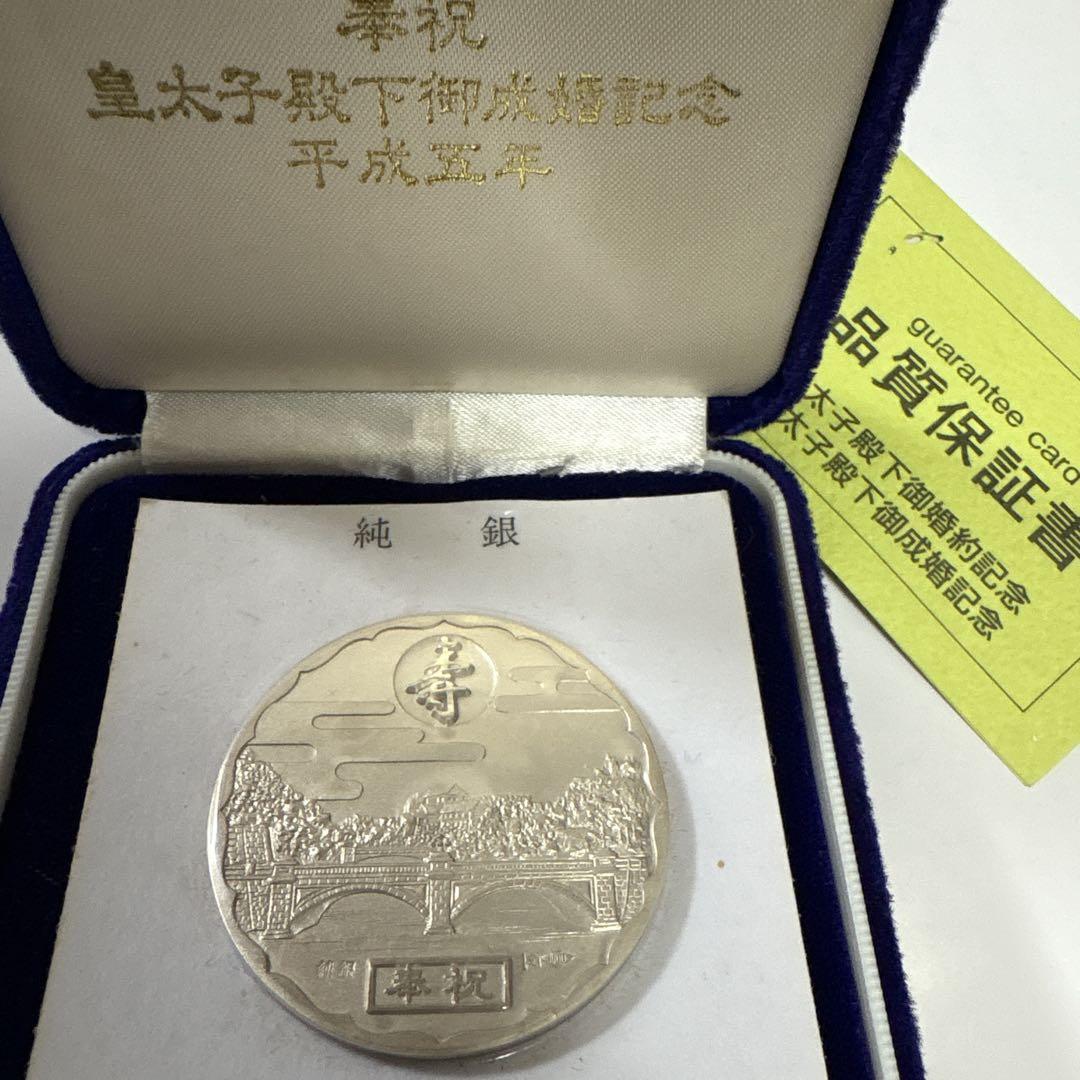 奉祝
皇太子殿下御成婚記念
平成五年
guarantee card
品質保証書
太子殿下御婚約記念
太子殿下御成婚記念
純 銀
寿
純銀
奉祝